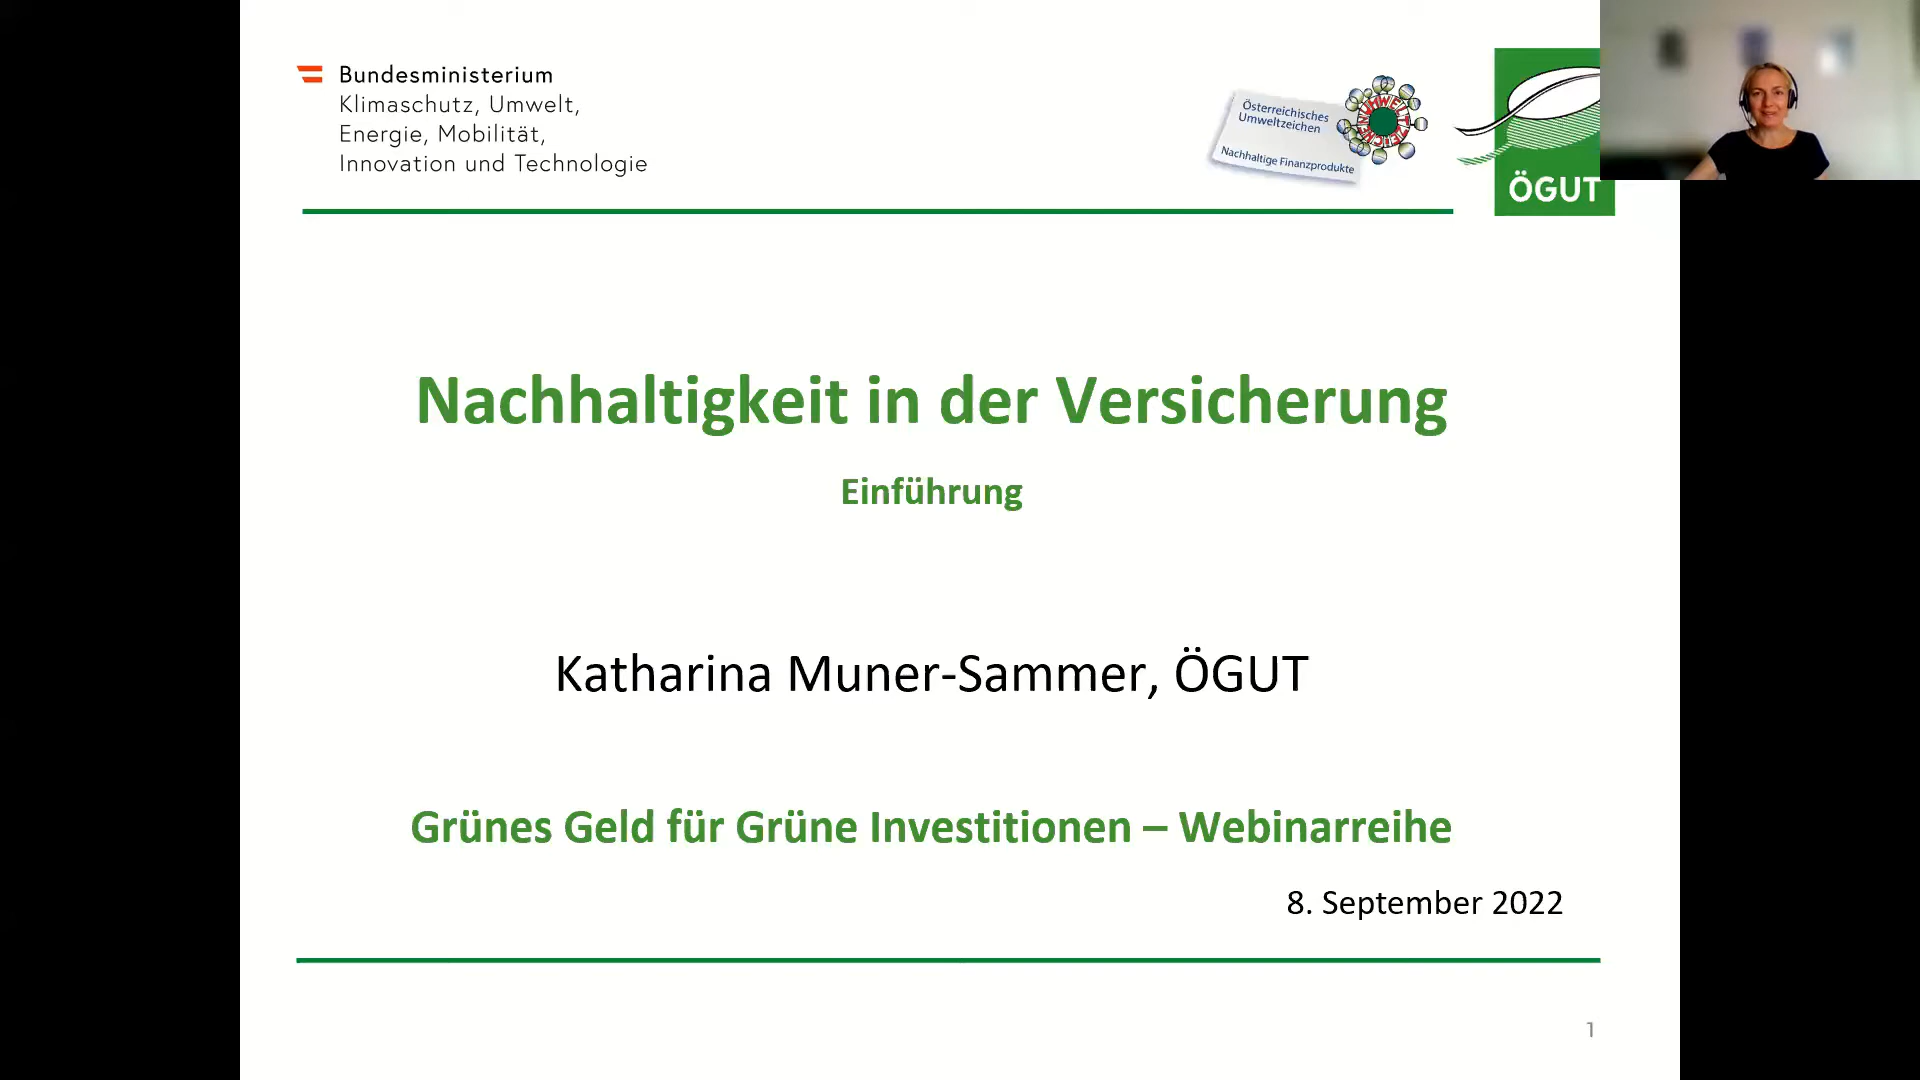 Bundesministerium
Klimaschutz, Umwelt,
Energie, Mobilität,
Innovation und Technologie
Österreichisches
Umweltzeichen
Nachhaltige Finanzprodukte
UMWELTZEICHEN
ÖGUT
Nachhaltigkeit in der Versicherung
Einführung
Katharina Muner-Sammer, ÖGUT
Grünes Geld für Grüne Investitionen – Webinarreihe
8. September 2022
1